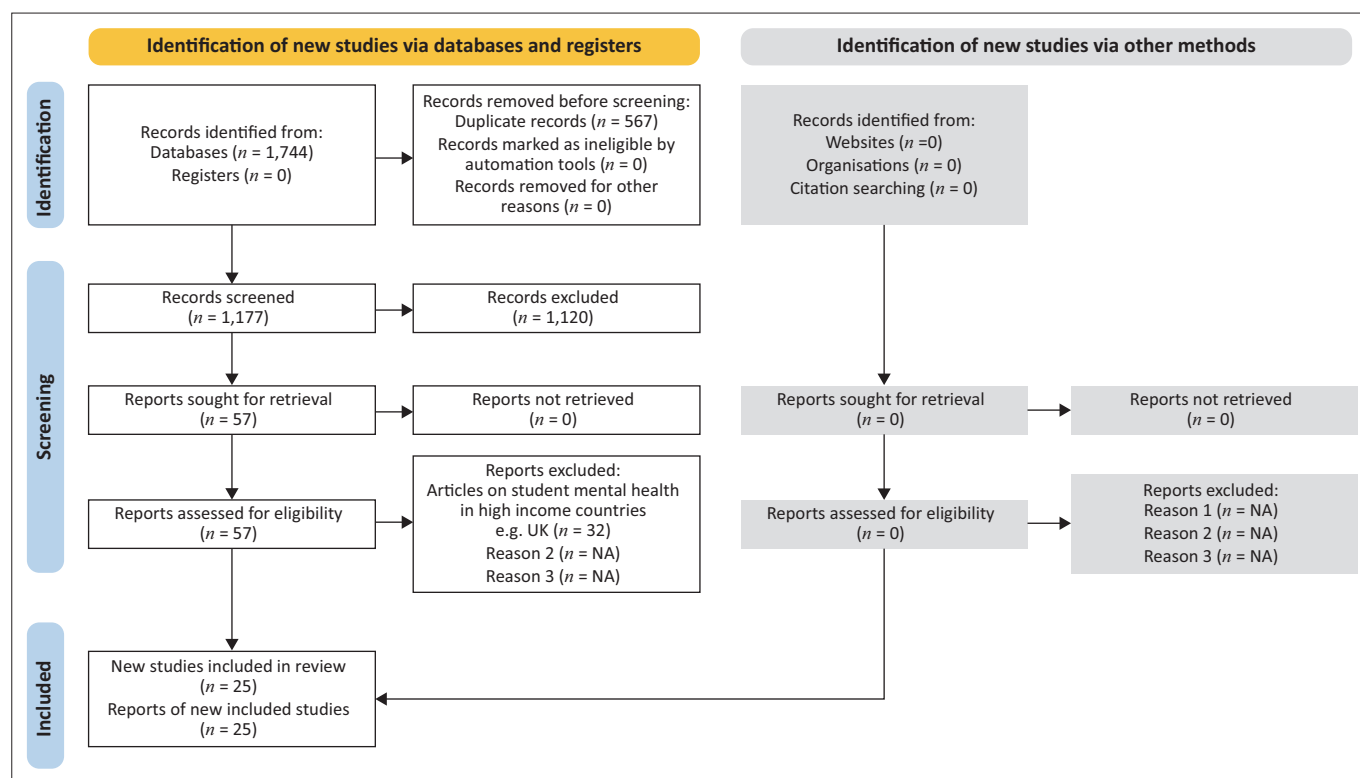 Identification of new studies via databases and registers
Identification of new studies via other methods
Identification
Records identified from:
Databases (n = 1,744)
Registers (n = 0)
Records removed before screening:
Duplicate records (n = 567)
Records marked as ineligible by
automation tools (n = 0)
Records removed for other
reasons (n = 0)
Records identified from:
Websites (n =0)
Organisations (n = 0)
Citation searching (n = 0)
Screening
Records screened
(n = 1,177)
Records excluded
(n = 1,120)
Reports sought for retrieval
(n = 57)
Reports not retrieved
(n = 0)
Reports sought for retrieval
(n = 0)
Reports not retrieved
(n = 0)
Reports assessed for eligibility
(n = 57)
Reports excluded:
Articles on student mental health
in high income countries
e.g. UK (n = 32)
Reason 2 (n = NA)
Reason 3 (n = NA)
Reports assessed for eligibility
(n = 0)
Reports excluded:
Reason 1 (n = NA)
Reason 2 (n = NA)
Reason 3 (n = NA)
Included
New studies included in review
(n = 25)
Reports of new included studies
(n = 25)